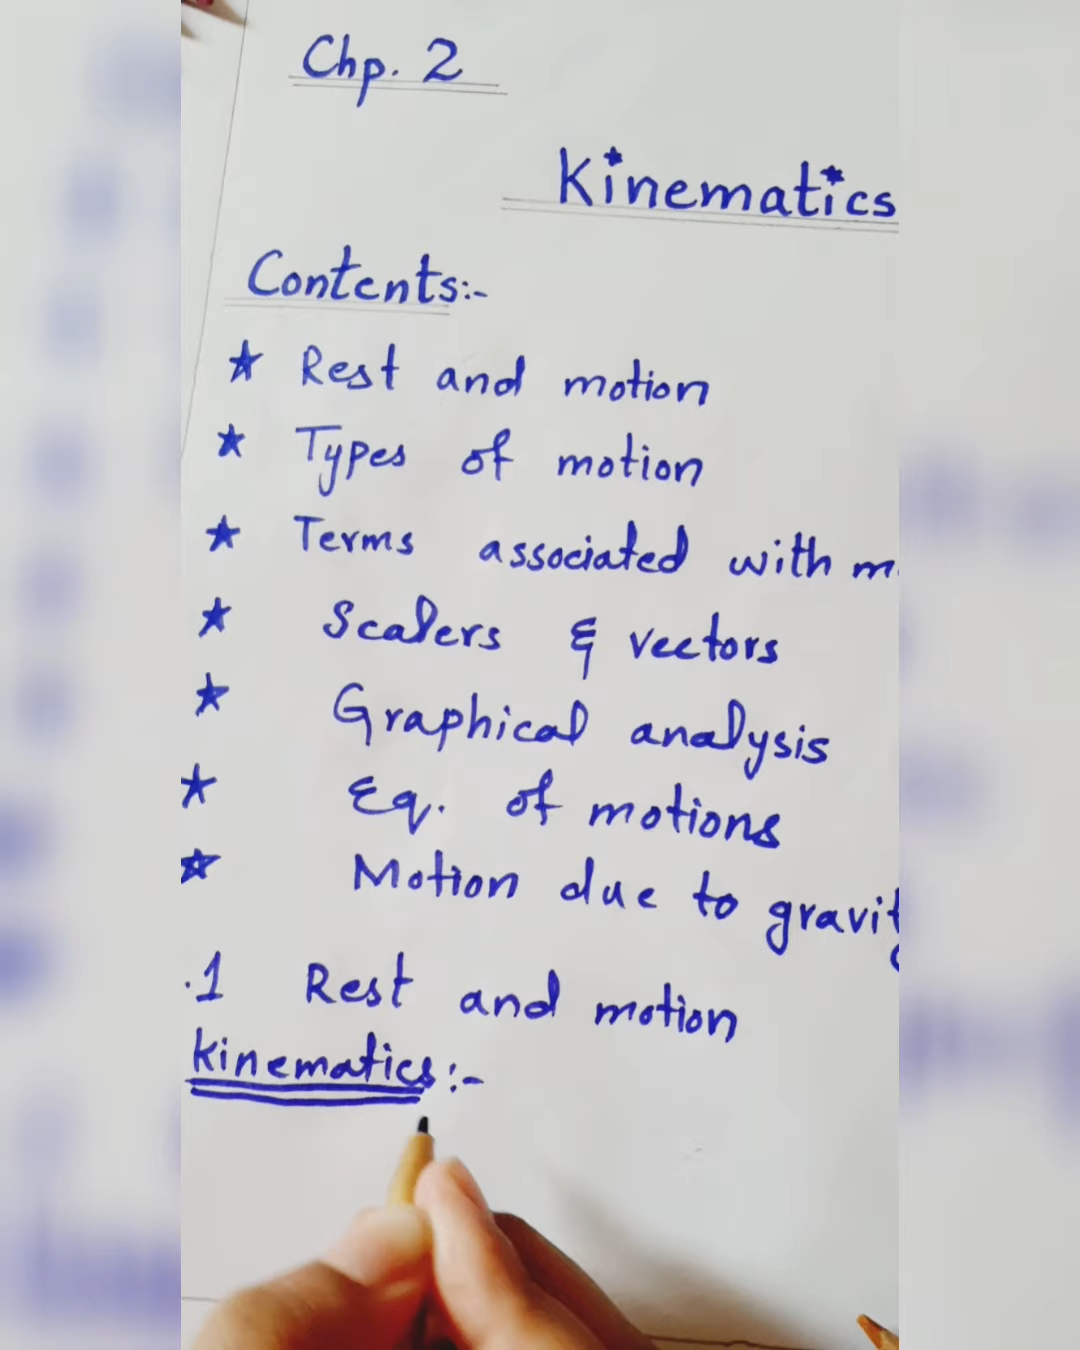 Chp. 2
Kinematics
Contents:-
★ Rest and motion
★ Types of motion
★ Terms associated with m
★ Scalers & vectors
★ Graphical analysis
★ Eq. of motions
★ Motion due to gravit
.1 Rest and motion
Kinematics:-